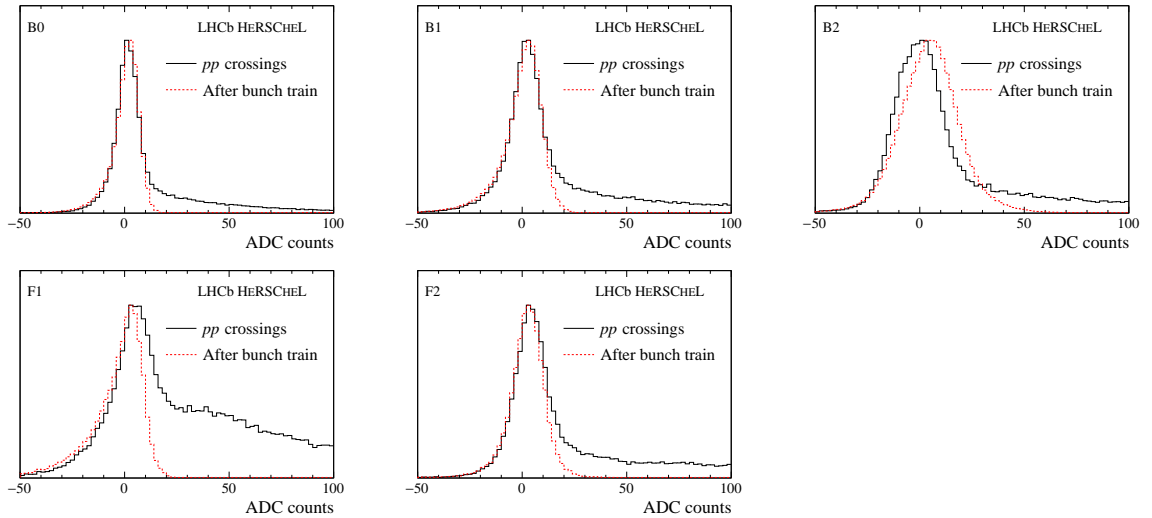 B0 LHCb HERSCHEL
pp crossings
After bunch train
−50 0 50 100
ADC counts
B1 LHCb HERSCHEL
pp crossings
After bunch train
−50 0 50 100
ADC counts
B2 LHCb HERSCHEL
pp crossings
After bunch train
−50 0 50 100
ADC counts
F1 LHCb HERSCHEL
pp crossings
After bunch train
−50 0 50 100
ADC counts
F2 LHCb HERSCHEL
pp crossings
After bunch train
−50 0 50 100
ADC counts